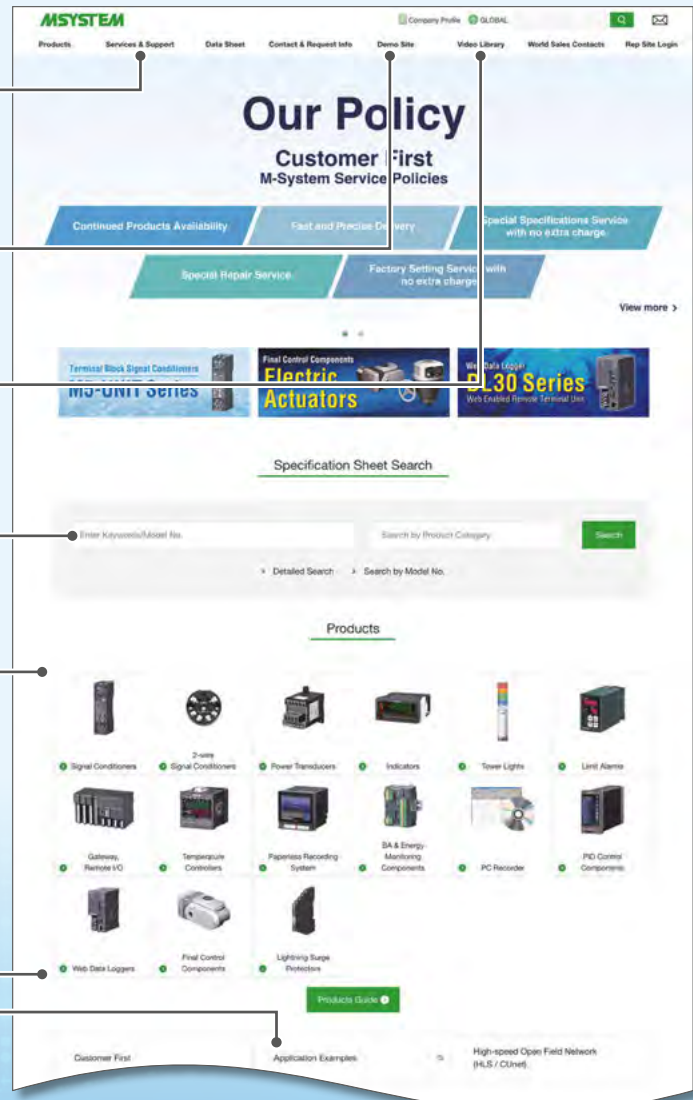 MSYSTEM
Company Profile GLOBAL
Products Services & Support Data Sheet Contact & Request Info Demo Site Video Library World Sales Contacts Rep Site Login
Our Policy
Customer First
M-System Service Policies
Continued Products Availability
Fast and Precise Delivery
Special Specifications Service
with no extra charge
Special Repair Service
Factory Setting Service with
no extra charge
View more >
Terminal Block Signal Conditioners
M5-UNIT Series
Final Control Components
Electric
Actuators
Web Data Logger
DL30 Series
Web Enabled Remote Terminal Unit
Specification Sheet Search
Enter Keywords/Model No.
Search by Product Category
Search
> Detailed Search > Search by Model No.
Products
Signal Conditioners
2-wire
Signal Conditioners
Power Transducers
Indicators
Tower Lights
Limit Alarms
Gateway,
Remote I/O
Temperature
Controllers
Paperless Recording
System
BA & Energy
Monitoring
Components
PC Recorder
PID Control
Components
Web Data Loggers
Final Control
Components
Lightning Surge
Protectors
Products Guide
Customer First
Application Examples
High-speed Open Field Network
(HLS / CUnet)